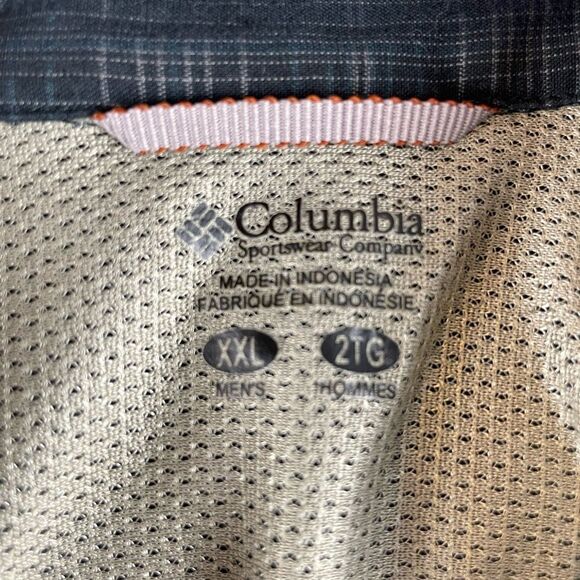 Columbia
Sportswear Company
MADE IN INDONESIA
FABRIQUÉ EN INDONÉSIE
XXL 2TG
MEN'S HOMMES